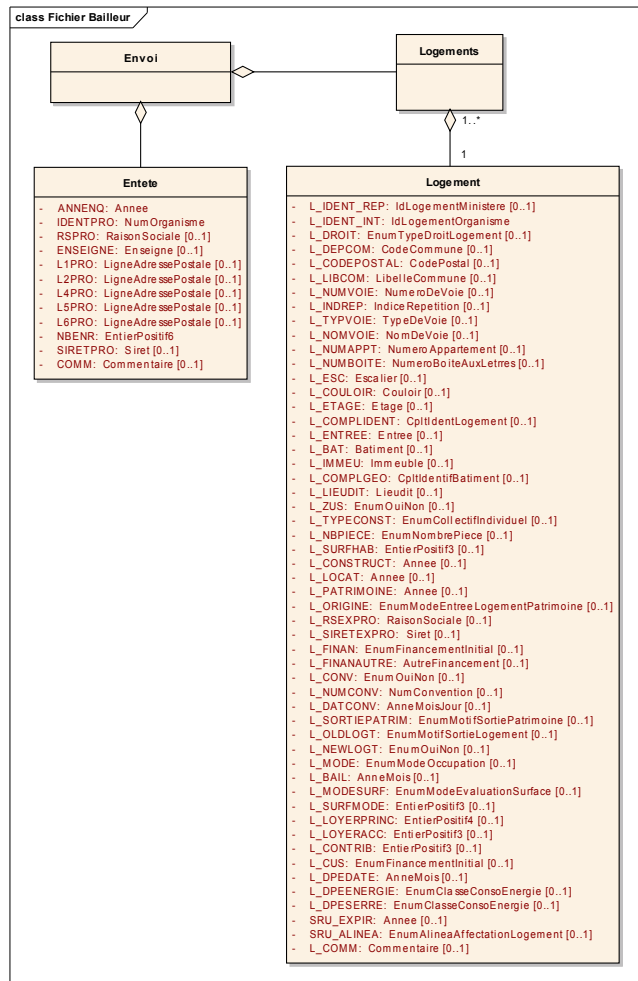 class Fichier Bailleur
Envoi
Logements
1..*
1
Entete
- ANNENQ: Annee
- IDENTPRO: NumOrganisme
- RSPRO: RaisonSociale [0..1]
- ENSEIGNE: Enseigne [0..1]
- L1PRO: LigneAdressePostale [0..1]
- L2PRO: LigneAdressePostale [0..1]
- L4PRO: LigneAdressePostale [0..1]
- L5PRO: LigneAdressePostale [0..1]
- L6PRO: LigneAdressePostale [0..1]
- NBENR: EntierPositif6
- SIRETPRO: Siret [0..1]
- COMM: Commentaire [0..1]
Logement
- L_IDENT_REP: IdLogementMinistere [0..1]
- L_IDENT_INT: IdLogementOrganisme
- L_DROIT: EnumTypeDroitLogement [0..1]
- L_DEPCOM: CodeCommune [0..1]
- L_CODEPOSTAL: CodePostal [0..1]
- L_LIBCOM: LibelleCommune [0..1]
- L_NUMVOIE: NumeroDeVoie [0..1]
- L_INDREP: IndiceRepetition [0..1]
- L_TYPVOIE: TypeDeVoie [0..1]
- L_NOMVOIE: NomDeVoie [0..1]
- L_NUMAPPT: NumeroAppartement [0..1]
- L_NUMBOITE: NumeroBoiteAuxLetrres [0..1]
- L_ESC: Escalier [0..1]
- L_COULOIR: Couloir [0..1]
- L_ETAGE: Etage [0..1]
- L_COMPLIDENT: CpltIdentLogement [0..1]
- L_ENTREE: Entree [0..1]
- L_BAT: Batiment [0..1]
- L_IMMEU: Immeuble [0..1]
- L_COMPLGEO: CpltIdentifBatiment [0..1]
- L_LIEUDIT: Lieudit [0..1]
- L_ZUS: EnumOuiNon [0..1]
- L_TYPECONST: EnumCollectifIndividuel [0..1]
- L_NBPIECE: EnumNombrePiece [0..1]
- L_SURFHAB: EntierPositif3 [0..1]
- L_CONSTRUCT: Annee [0..1]
- L_LOCAT: Annee [0..1]
- L_PATRIMOINE: Annee [0..1]
- L_ORIGINE: EnumModeEntreeLogementPatrimoine [0..1]
- L_RSEXPRO: RaisonSociale [0..1]
- L_SIRETEXPRO: Siret [0..1]
- L_FINAN: EnumFinancementInitial [0..1]
- L_FINANAUTRE: AutreFinancement [0..1]
- L_CONV: EnumOuiNon [0..1]
- L_NUMCONV: NumConvention [0..1]
- L_DATCONV: AnneMoisJour [0..1]
- L_SORTIEPATRIM: EnumMotifSortiePatrimoine [0..1]
- L_OLDLOGT: EnumMotifSortieLogement [0..1]
- L_NEWLOGT: EnumOuiNon [0..1]
- L_MODE: EnumModeOccupation [0..1]
- L_BAIL: AnneMois [0..1]
- L_MODESURF: EnumModeEvaluationSurface [0..1]
- L_SURFMODE: EntierPositif3 [0..1]
- L_LOYERPRINC: EntierPositif4 [0..1]
- L_LOYERACC: EntierPositif3 [0..1]
- L_CONTRIB: EntierPositif3 [0..1]
- L_CUS: EnumFinancementInitial [0..1]
- L_DPEDATE: AnneMois [0..1]
- L_DPEENERGIE: EnumClasseConsoEnergie [0..1]
- L_DPESERRE: EnumClasseConsoEnergie [0..1]
- SRU_EXPIR: Annee [0..1]
- SRU_ALINEA: EnumAlineaAffectationLogement [0..1]
- L_COMM: Commentaire [0..1]